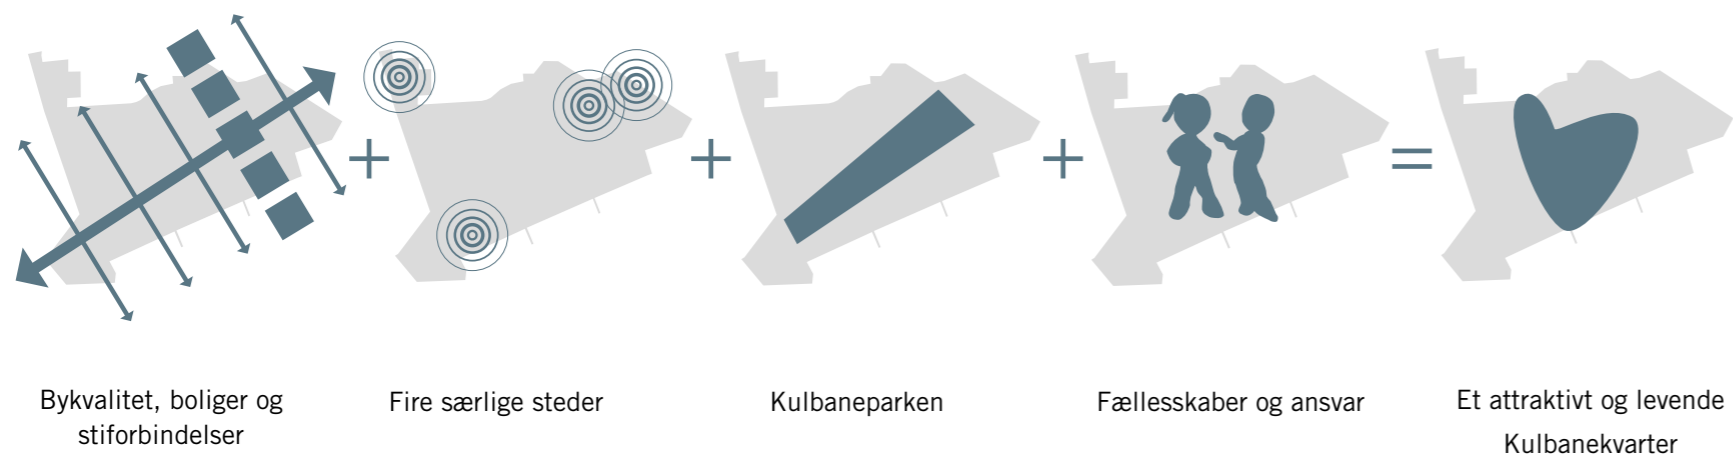 + + + =
Bykvalitet, boliger og
stiforbindelser
Fire særlige steder
Kulbaneparken
Fællesskaber og ansvar
Et attraktivt og levende
Kulbanekvarter